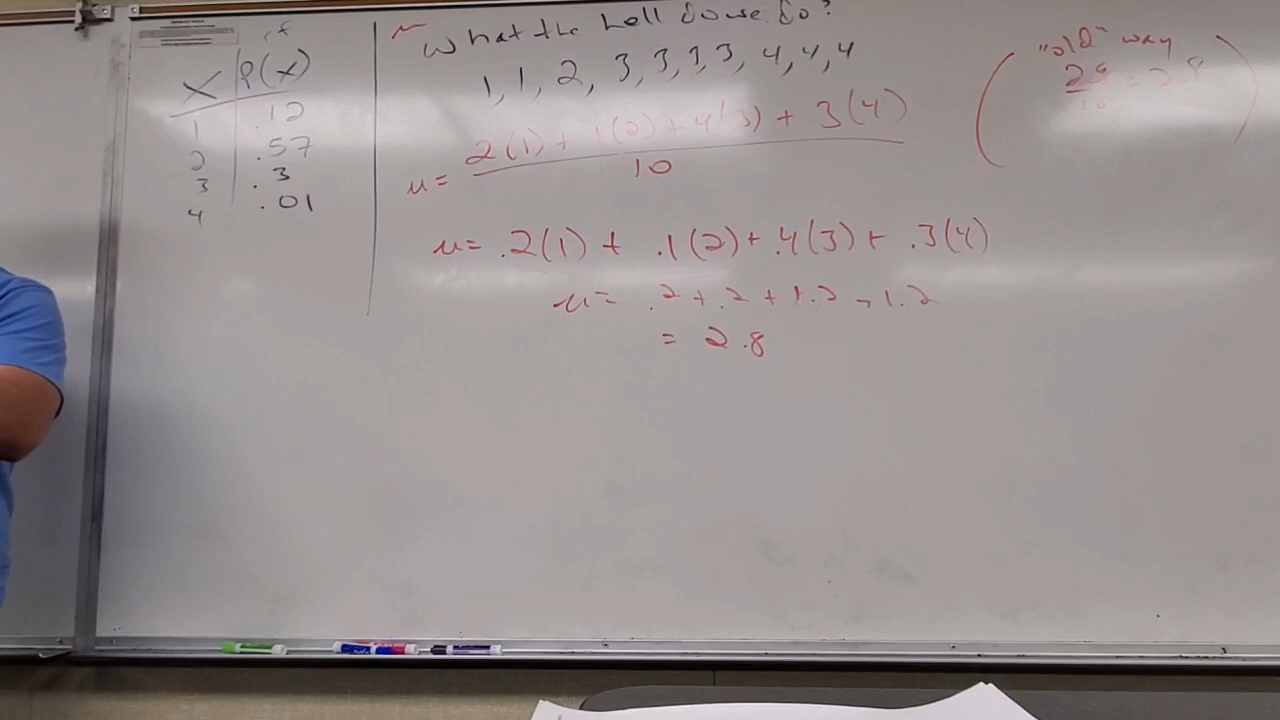 X P(x)
1 .12
2 .57
3 .3
4 .01
What the hell do we do?
1, 1, 2, 3, 3, 3, 3, 4, 4, 4
μ = 2(1) + 1(2) + 4(3) + 3(4)
10
μ = .2(1) + .1(2) + .4(3) + .3(4)
μ = .2 + .2 + 1.2 + 1.2
= 2.8
"old" way
28
10 = 2.8